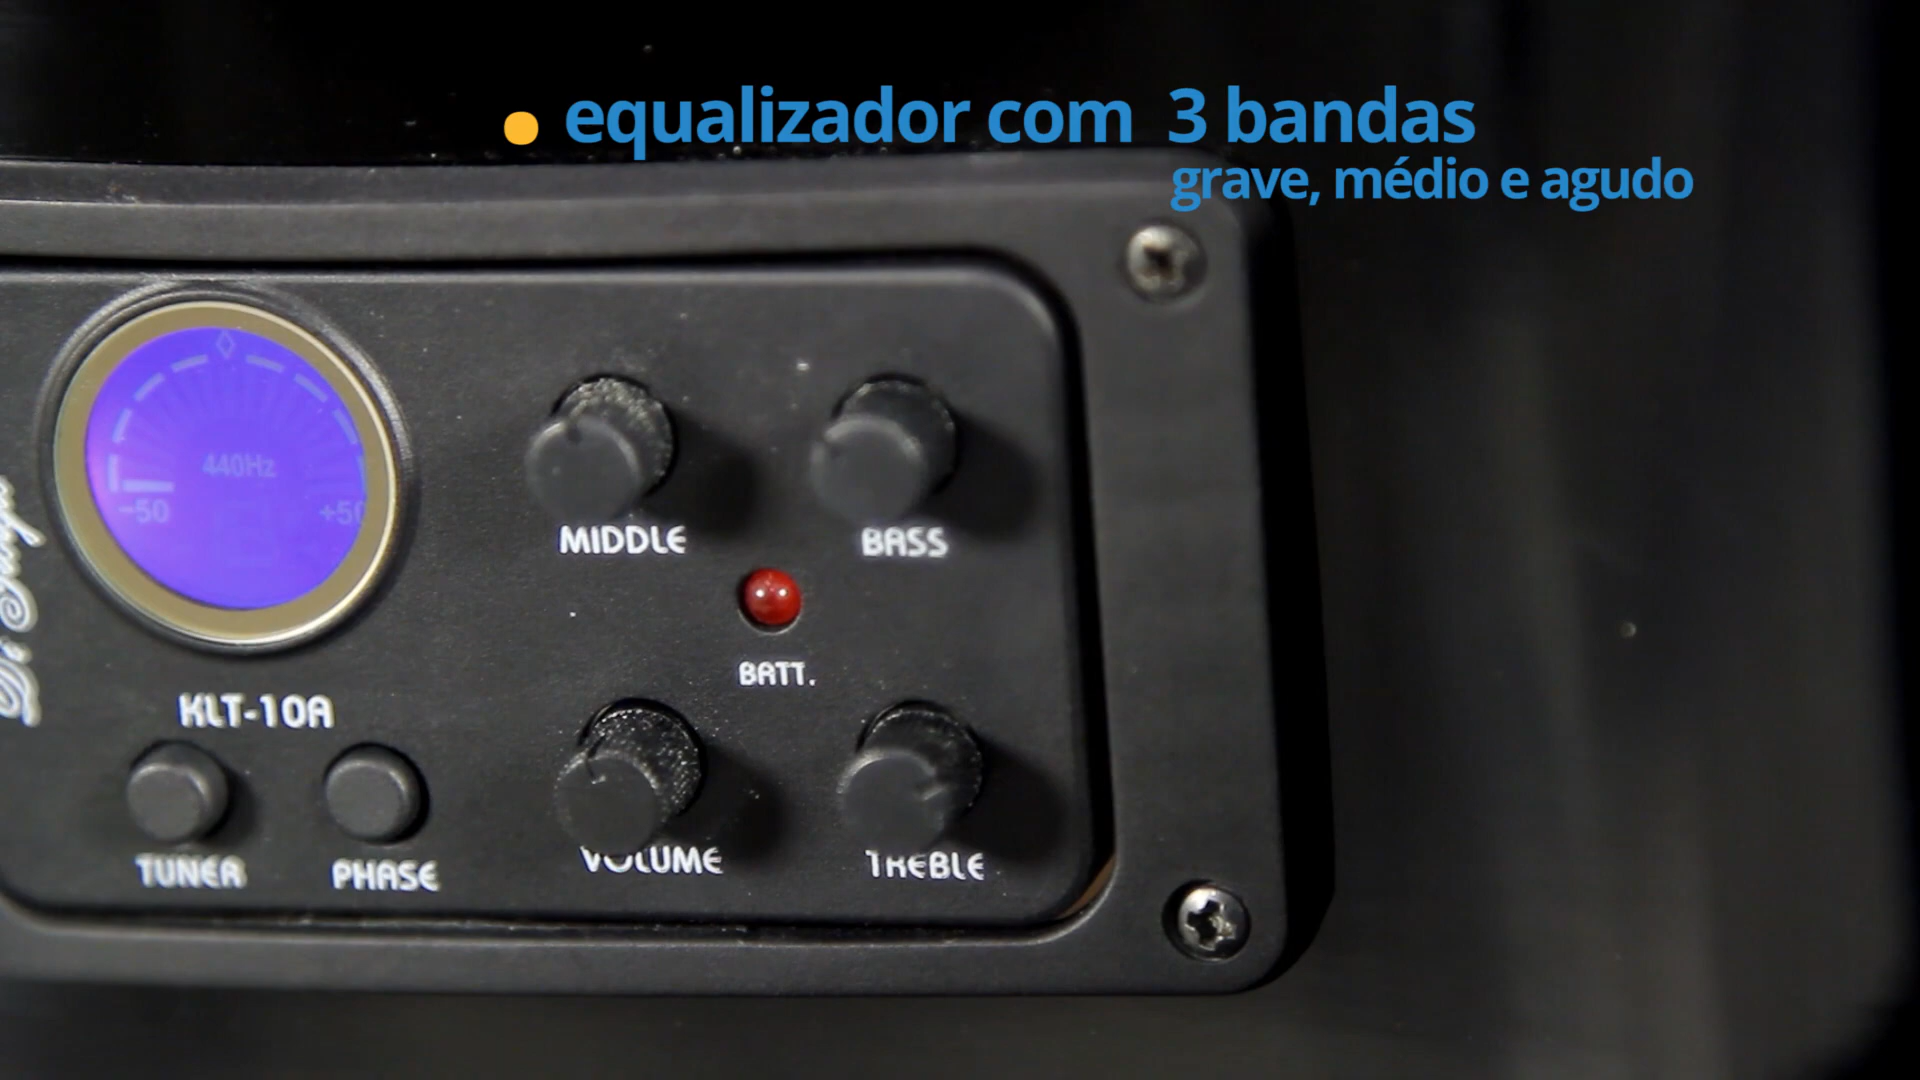 equalizador com 3 bandas
grave, médio e agudo
440Hz
-50
+50
MIDDLE
BASS
BATT.
KLT-10A
VOLUME
TREBLE
TUNER
PHASE